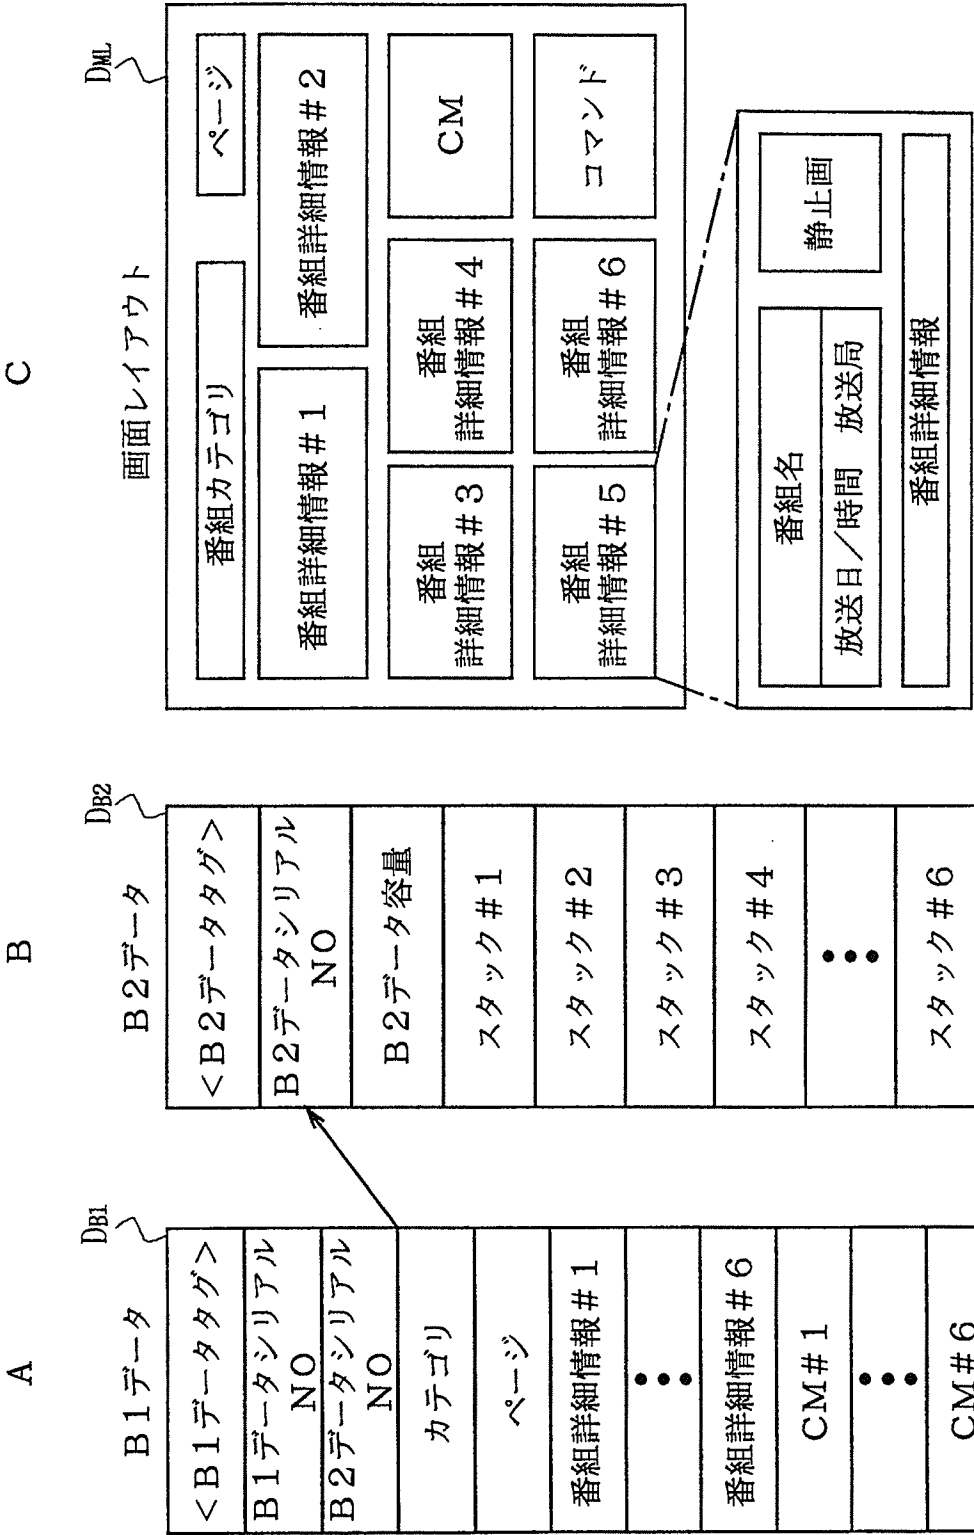 A
B1データ
DB1
<B1データタグ>
B1データシリアル
NO
B2データシリアル
NO
カテゴリ
ページ
番組詳細情報#1
•••
番組詳細情報#6
CM#1
•••
CM#6
B
B2データ
DB2
<B2データタグ>
B2データシリアル
NO
B2データ容量
スタック#1
スタック#2
スタック#3
スタック#4
•••
スタック#6
C
画面レイアウト
DML
番組カテゴリ
ページ
番組詳細情報#1
番組詳細情報#2
番組
詳細情報#3
番組
詳細情報#4
CM
番組
詳細情報#5
番組
詳細情報#6
コマンド
番組名
放送日/時間 放送局
静止画
番組詳細情報